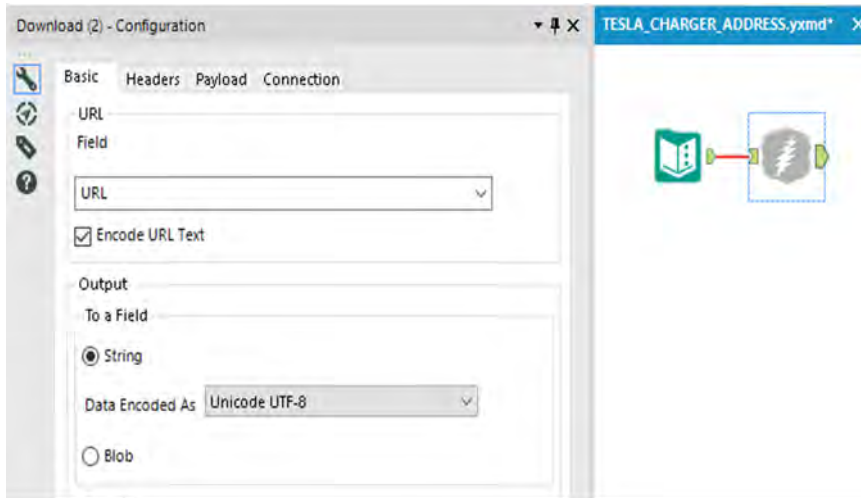 Download (2) - Configuration
TESLA_CHARGER_ADDRESS.yxmd*
Basic Headers Payload Connection
URL
Field
URL
Encode URL Text
Output
To a Field
String
Data Encoded As Unicode UTF-8
Blob